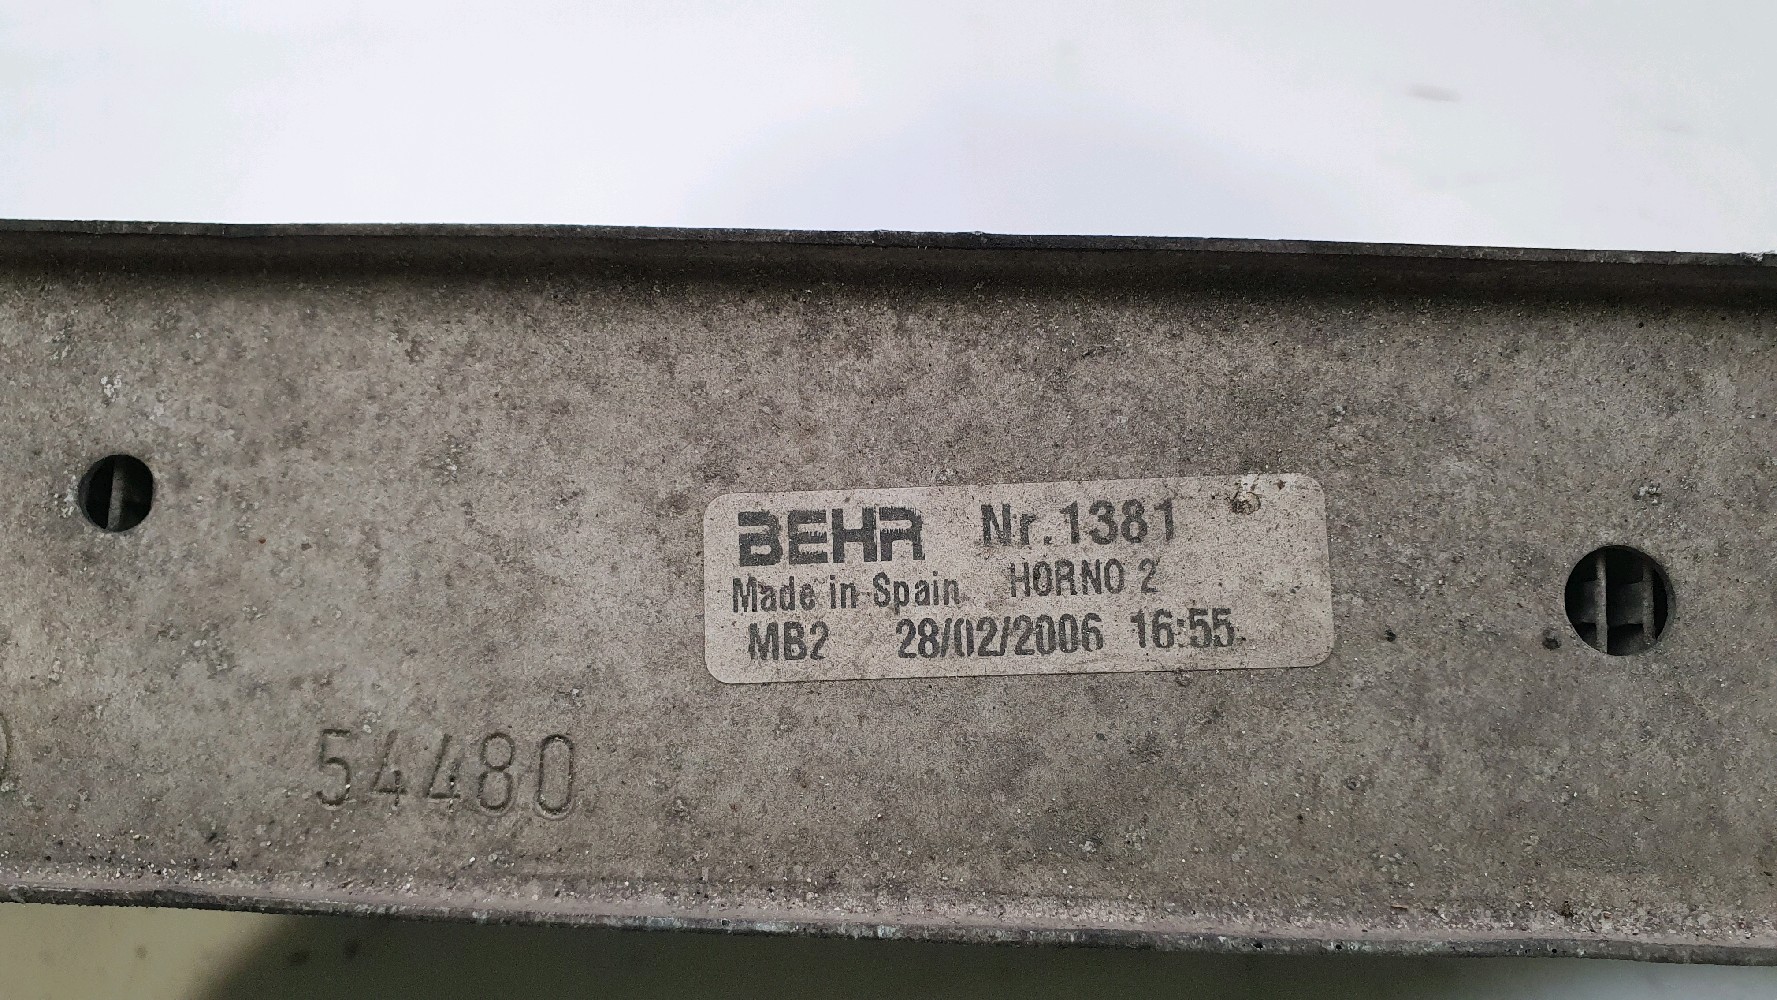 BEHR Nr.1381
Made in Spain HORNO 2
MB2 28/02/2006 16:55
54480